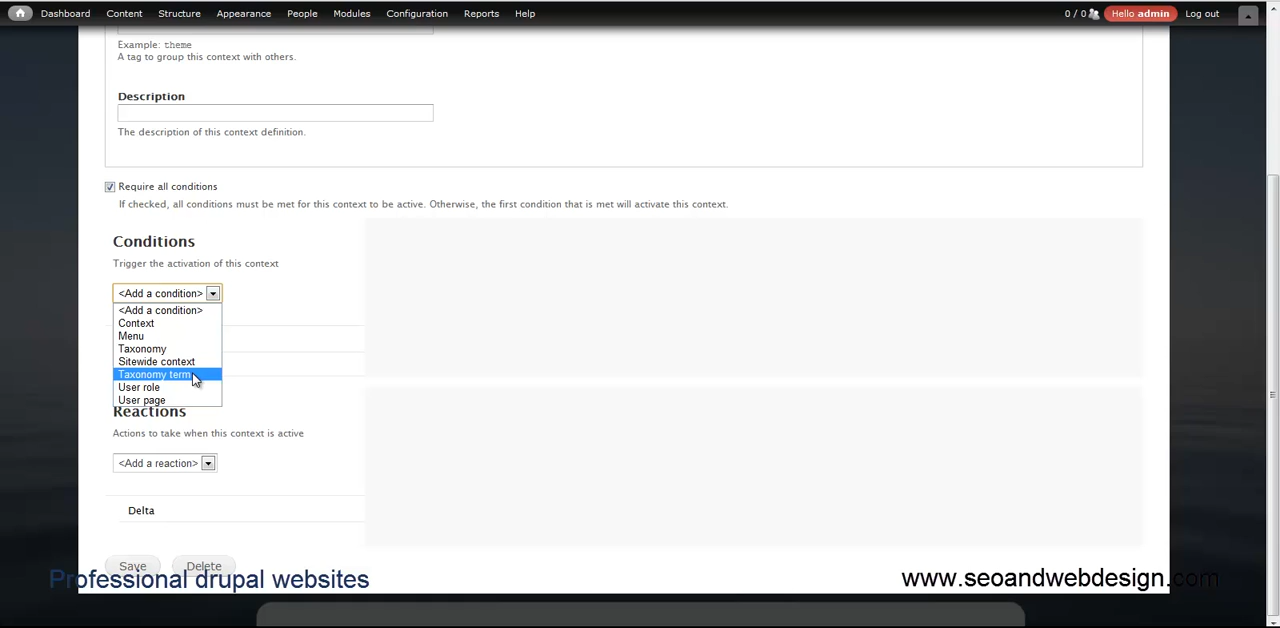 Dashboard Content Structure Appearance People Modules Configuration Reports Help 0 / 0 Hello admin Log out
Example: theme
A tag to group this context with others.
Description
The description of this context definition.
Require all conditions
If checked, all conditions must be met for this context to be active. Otherwise, the first condition that is met will activate this context.
Conditions
Trigger the activation of this context
<Add a condition>
<Add a condition>
Context
Menu
Taxonomy
Sitewide context
Taxonomy term
User role
User page
Reactions
Actions to take when this context is active
<Add a reaction>
Delta
Save Delete
Professional drupal websites www.seoandwebdesign.com